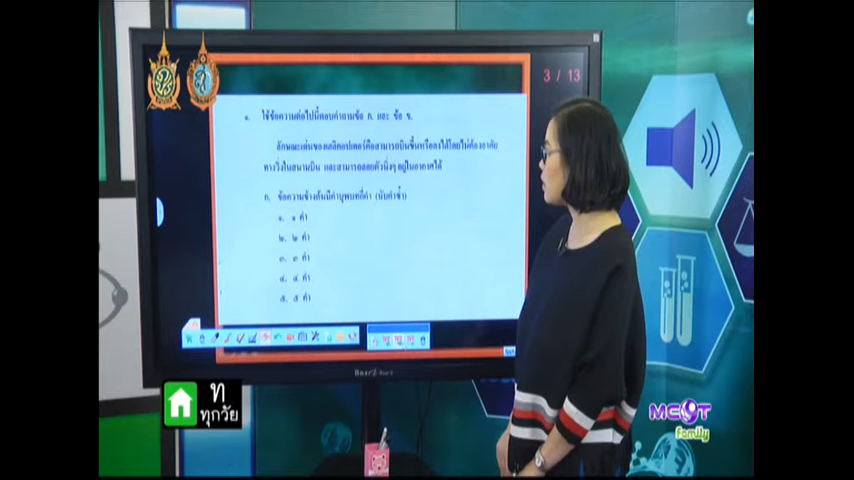 3 / 13
๑. ใช้ข้อความต่อไปนี้ตอบคำถามข้อ ก. และ ข้อ ข.
ลักษณะเด่นของเฮลิคอปเตอร์คือสามารถบินขึ้นหรือลงได้โดยไม่ต้องอาศัย
ทางวิ่งในสนามบิน และสามารถลอยตัวนิ่งๆ อยู่ในอากาศได้
ก. ข้อความข้างต้นมีคำบุพบทกี่คำ (นับคำซ้ำ)
๑. ๑ คำ
๒. ๒ คำ
๓. ๓ คำ
๔. ๔ คำ
๕. ๕ คำ
ท
ทุกวัย
MCOT
family